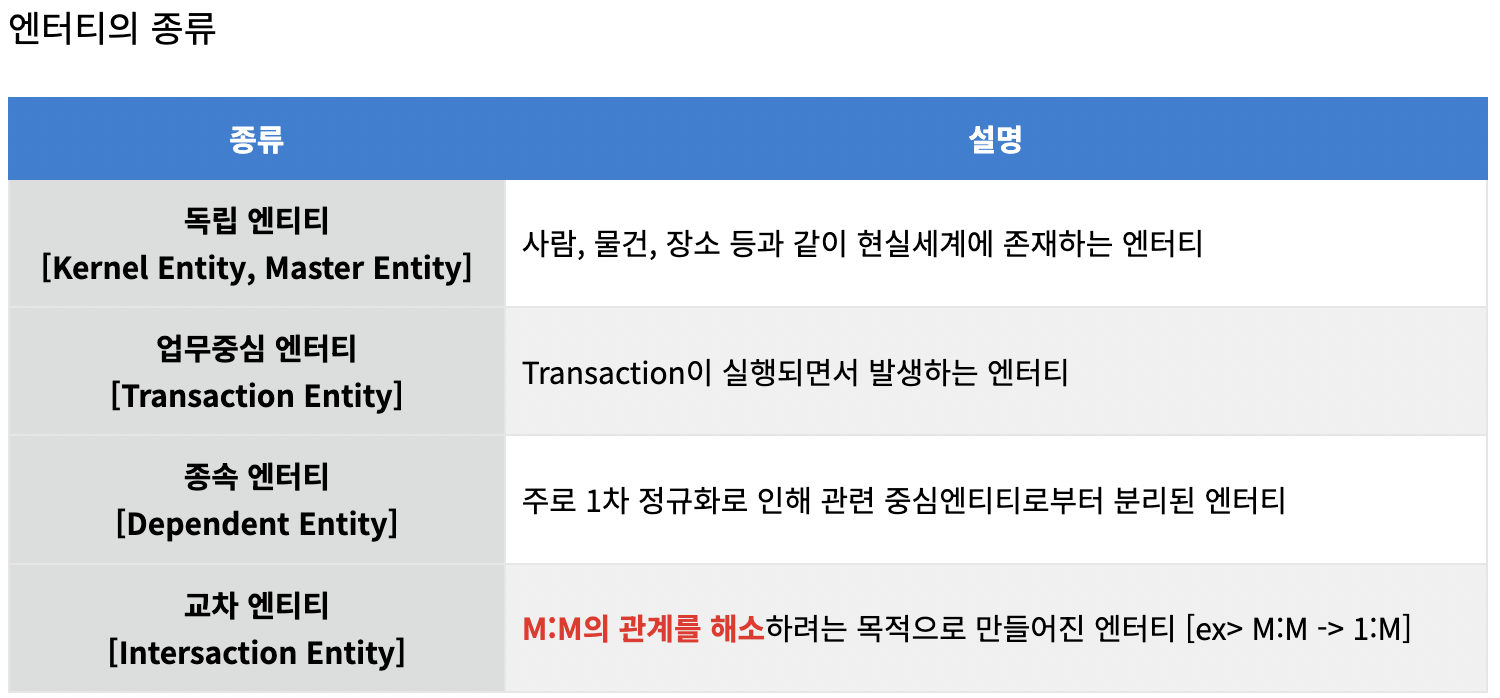 엔터티의 종류
종류 설명
독립 엔티티
[Kernel Entity, Master Entity]
사람, 물건, 장소 등과 같이 현실세계에 존재하는 엔터티
업무중심 엔터티
[Transaction Entity]
Transaction이 실행되면서 발생하는 엔터티
종속 엔터티
[Dependent Entity]
주로 1차 정규화로 인해 관련 중심엔티티로부터 분리된 엔터티
교차 엔티티
[Intersaction Entity]
M:M의 관계를 해소하려는 목적으로 만들어진 엔터티 [ex> M:M -> 1:M]